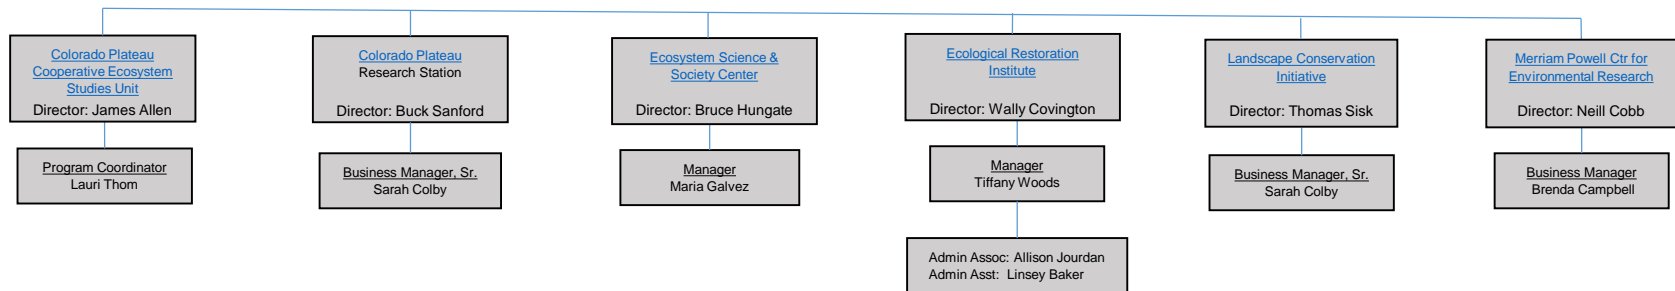 Colorado Plateau
Cooperative Ecosystem
Studies Unit
Director: James Allen
Program Coordinator
Lauri Thom
Colorado Plateau
Research Station
Director: Buck Sanford
Business Manager, Sr.
Sarah Colby
Ecosystem Science &
Society Center
Director: Bruce Hungate
Manager
Maria Galvez
Ecological Restoration
Institute
Director: Wally Covington
Manager
Tiffany Woods
Admin Assoc: Allison Jourdan
Admin Asst:  Linsey Baker
Landscape Conservation
Initiative
Director: Thomas Sisk
Business Manager, Sr.
Sarah Colby
Merriam Powell Ctr for
Environmental Research
Director: Neill Cobb
Business Manager
Brenda Campbell